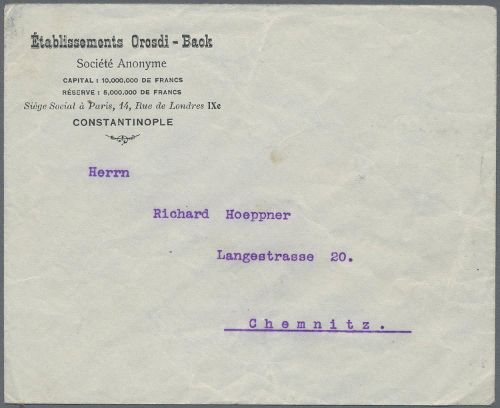 Établissements Orosdi-Back
Société Anonyme
CAPITAL : 10,000,000 DE FRANCS
RÉSERVE : 5,000,000 DE FRANCS
Siège Social à Paris, 14, Rue de Londres IXe
CONSTANTINOPLE
Herrn
Richard Hoeppner
Langestrasse 20.
Chemnitz.